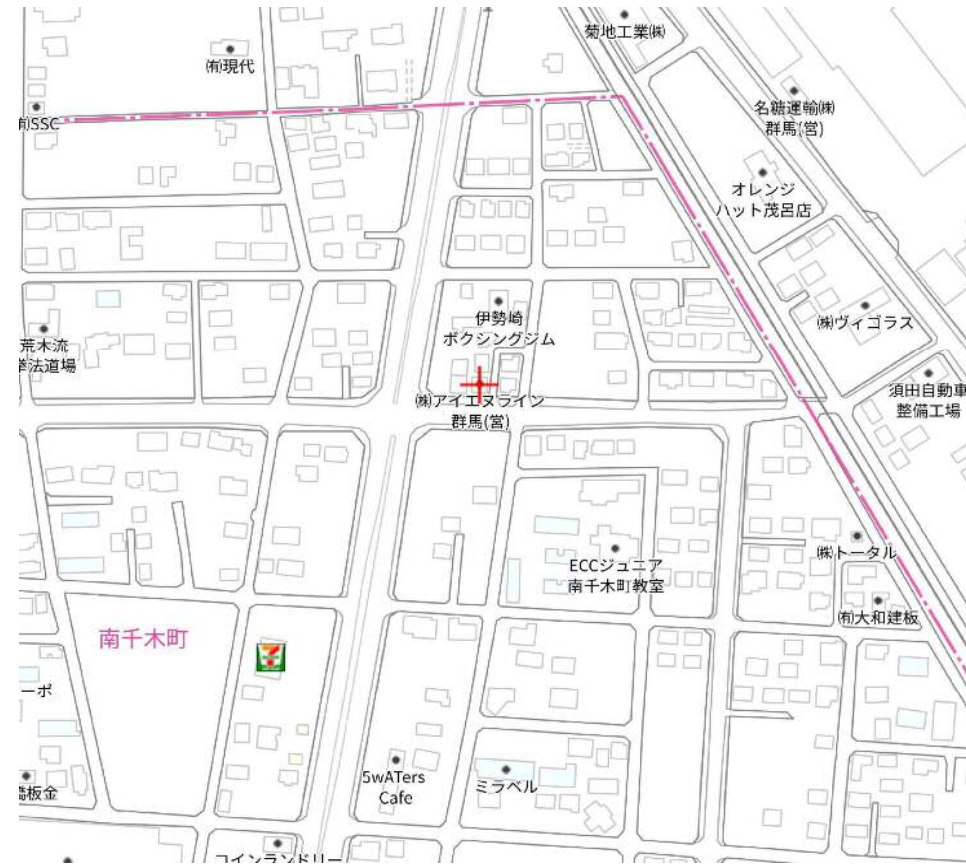 菊地工業㈱
㈲現代
名糖運輸㈱
群馬(営)
㈲SSC
オレンジ
ハット茂呂店
伊勢崎
ボクシングジム
㈱ヴィゴラス
荒木流
拳法道場
㈱アイエヌライン
群馬(営)
須田自動車
整備工場
㈱トータル
ECCジュニア
南千木町教室
㈲大和建板
南千木町
ーポ
5wATers
Cafe
ミラベル
板金
コインランドリー